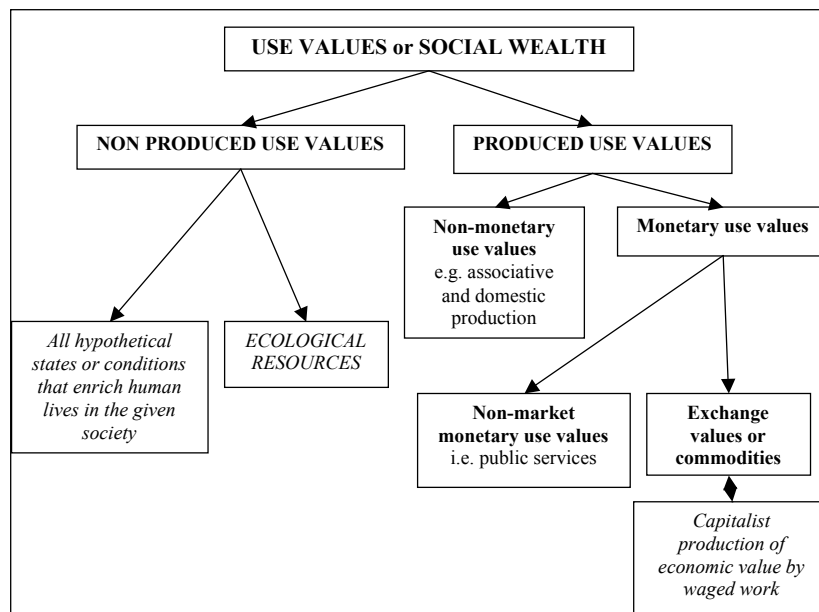 USE VALUES or SOCIAL WEALTH
NON PRODUCED USE VALUES
PRODUCED USE VALUES
Non-monetary
use values
e.g. associative
and domestic
production
Monetary use values
All hypothetical
states or conditions
that enrich human
lives in the given
society
ECOLOGICAL
RESOURCES
Non-market
monetary use values
i.e. public services
Exchange
values or
commodities
Capitalist
production of
economic value by
waged work